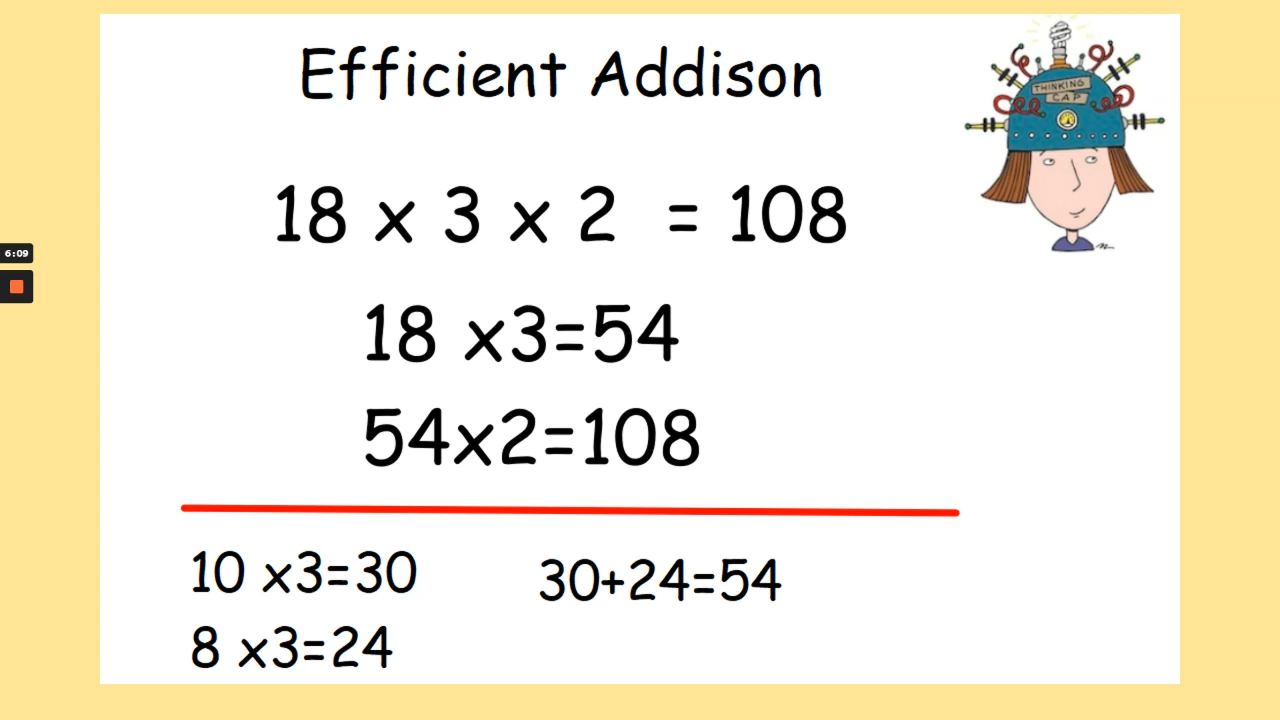 Efficient Addison
THINKING
CAP
18 x 3 x 2 = 108
6:09
18 x3=54
54x2=108
10 x3=30
30+24=54
8 x3=24